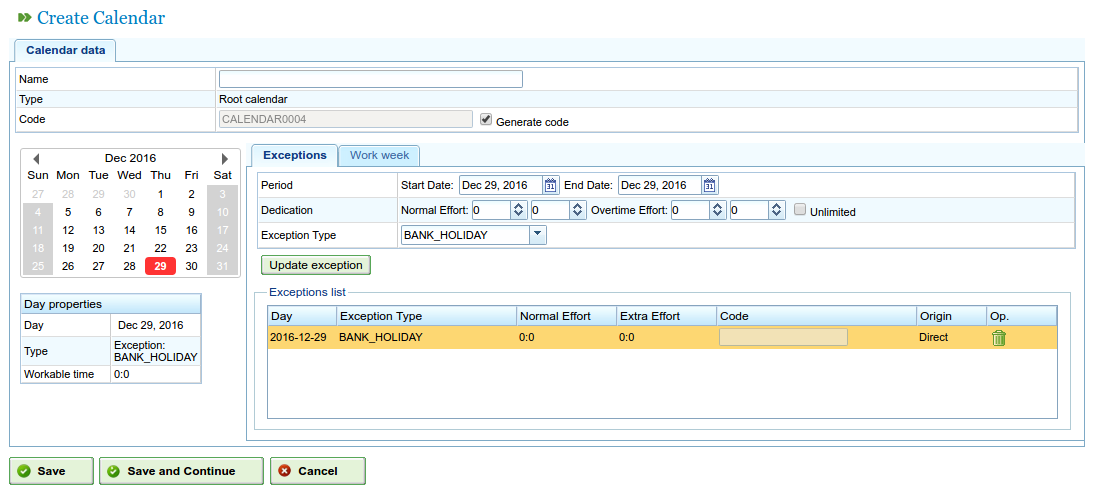 Create Calendar
Calendar data
Name
Type Root calendar
Code CALENDAR0004 Generate code
Dec 2016
Sun Mon Tue Wed Thu Fri Sat
27 28 29 30 1 2 3
4 5 6 7 8 9 10
11 12 13 14 15 16 17
18 19 20 21 22 23 24
25 26 27 28 29 30 31
Day properties
Day Dec 29, 2016
Type Exception:
BANK_HOLIDAY
Workable time 0:0
Exceptions Work week
Period Start Date: Dec 29, 2016 31 End Date: Dec 29, 2016 31
Dedication Normal Effort: 0 0 Overtime Effort: 0 0 Unlimited
Exception Type BANK_HOLIDAY
Update exception
Exceptions list
Day Exception Type Normal Effort Extra Effort Code Origin Op.
2016-12-29 BANK_HOLIDAY 0:0 0:0 Direct
Save Save and Continue Cancel